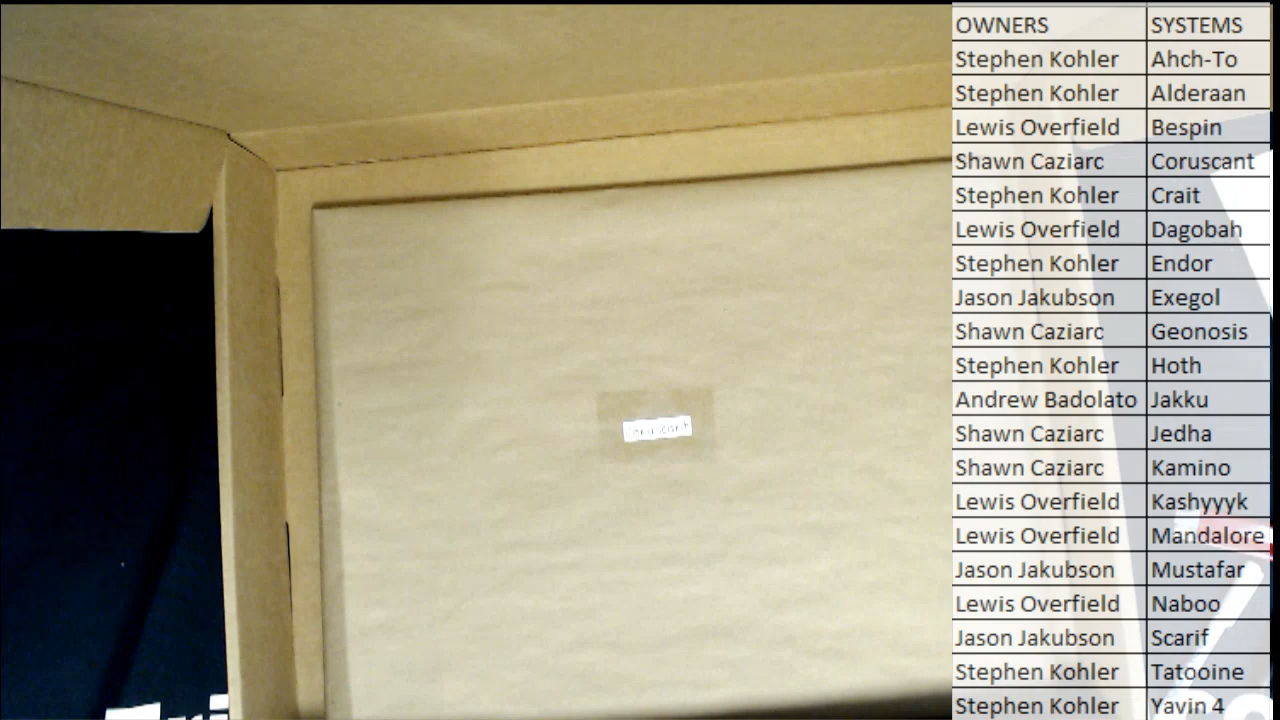 OWNERS SYSTEMS
Stephen Kohler Ahch-To
Stephen Kohler Alderaan
Lewis Overfield Bespin
Shawn Caziarc Coruscant
Stephen Kohler Crait
Lewis Overfield Dagobah
Stephen Kohler Endor
Jason Jakubson Exegol
Shawn Caziarc Geonosis
Stephen Kohler Hoth
Andrew Badolato Jakku
Shawn Caziarc Jedha
Shawn Caziarc Kamino
Lewis Overfield Kashyyyk
Lewis Overfield Mandalore
Jason Jakubson Mustafar
Lewis Overfield Naboo
Jason Jakubson Scarif
Stephen Kohler Tatooine
Stephen Kohler Yavin 4
Coruscant